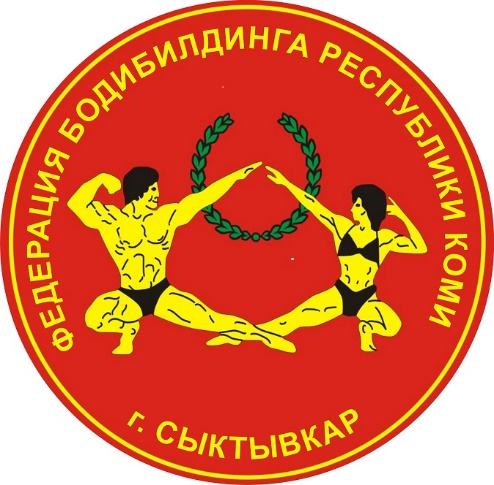 ФЕДЕРАЦИЯ БОДИБИЛДИНГА РЕСПУБЛИКИ КОМИ
г. СЫКТЫВКАР